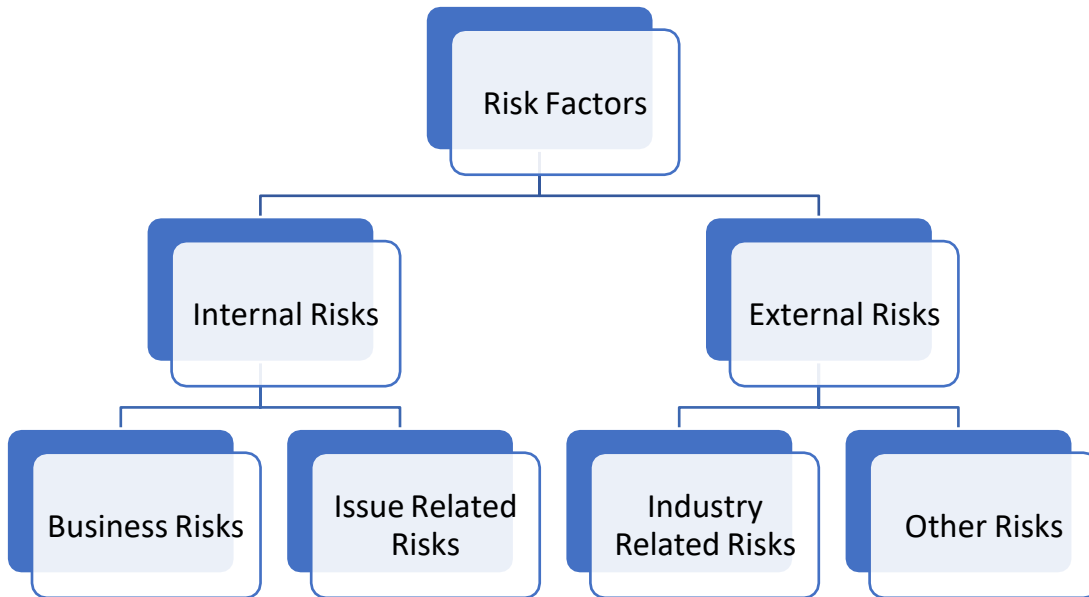 Risk Factors
Internal Risks
External Risks
Business Risks
Issue Related
Risks
Industry
Related Risks
Other Risks